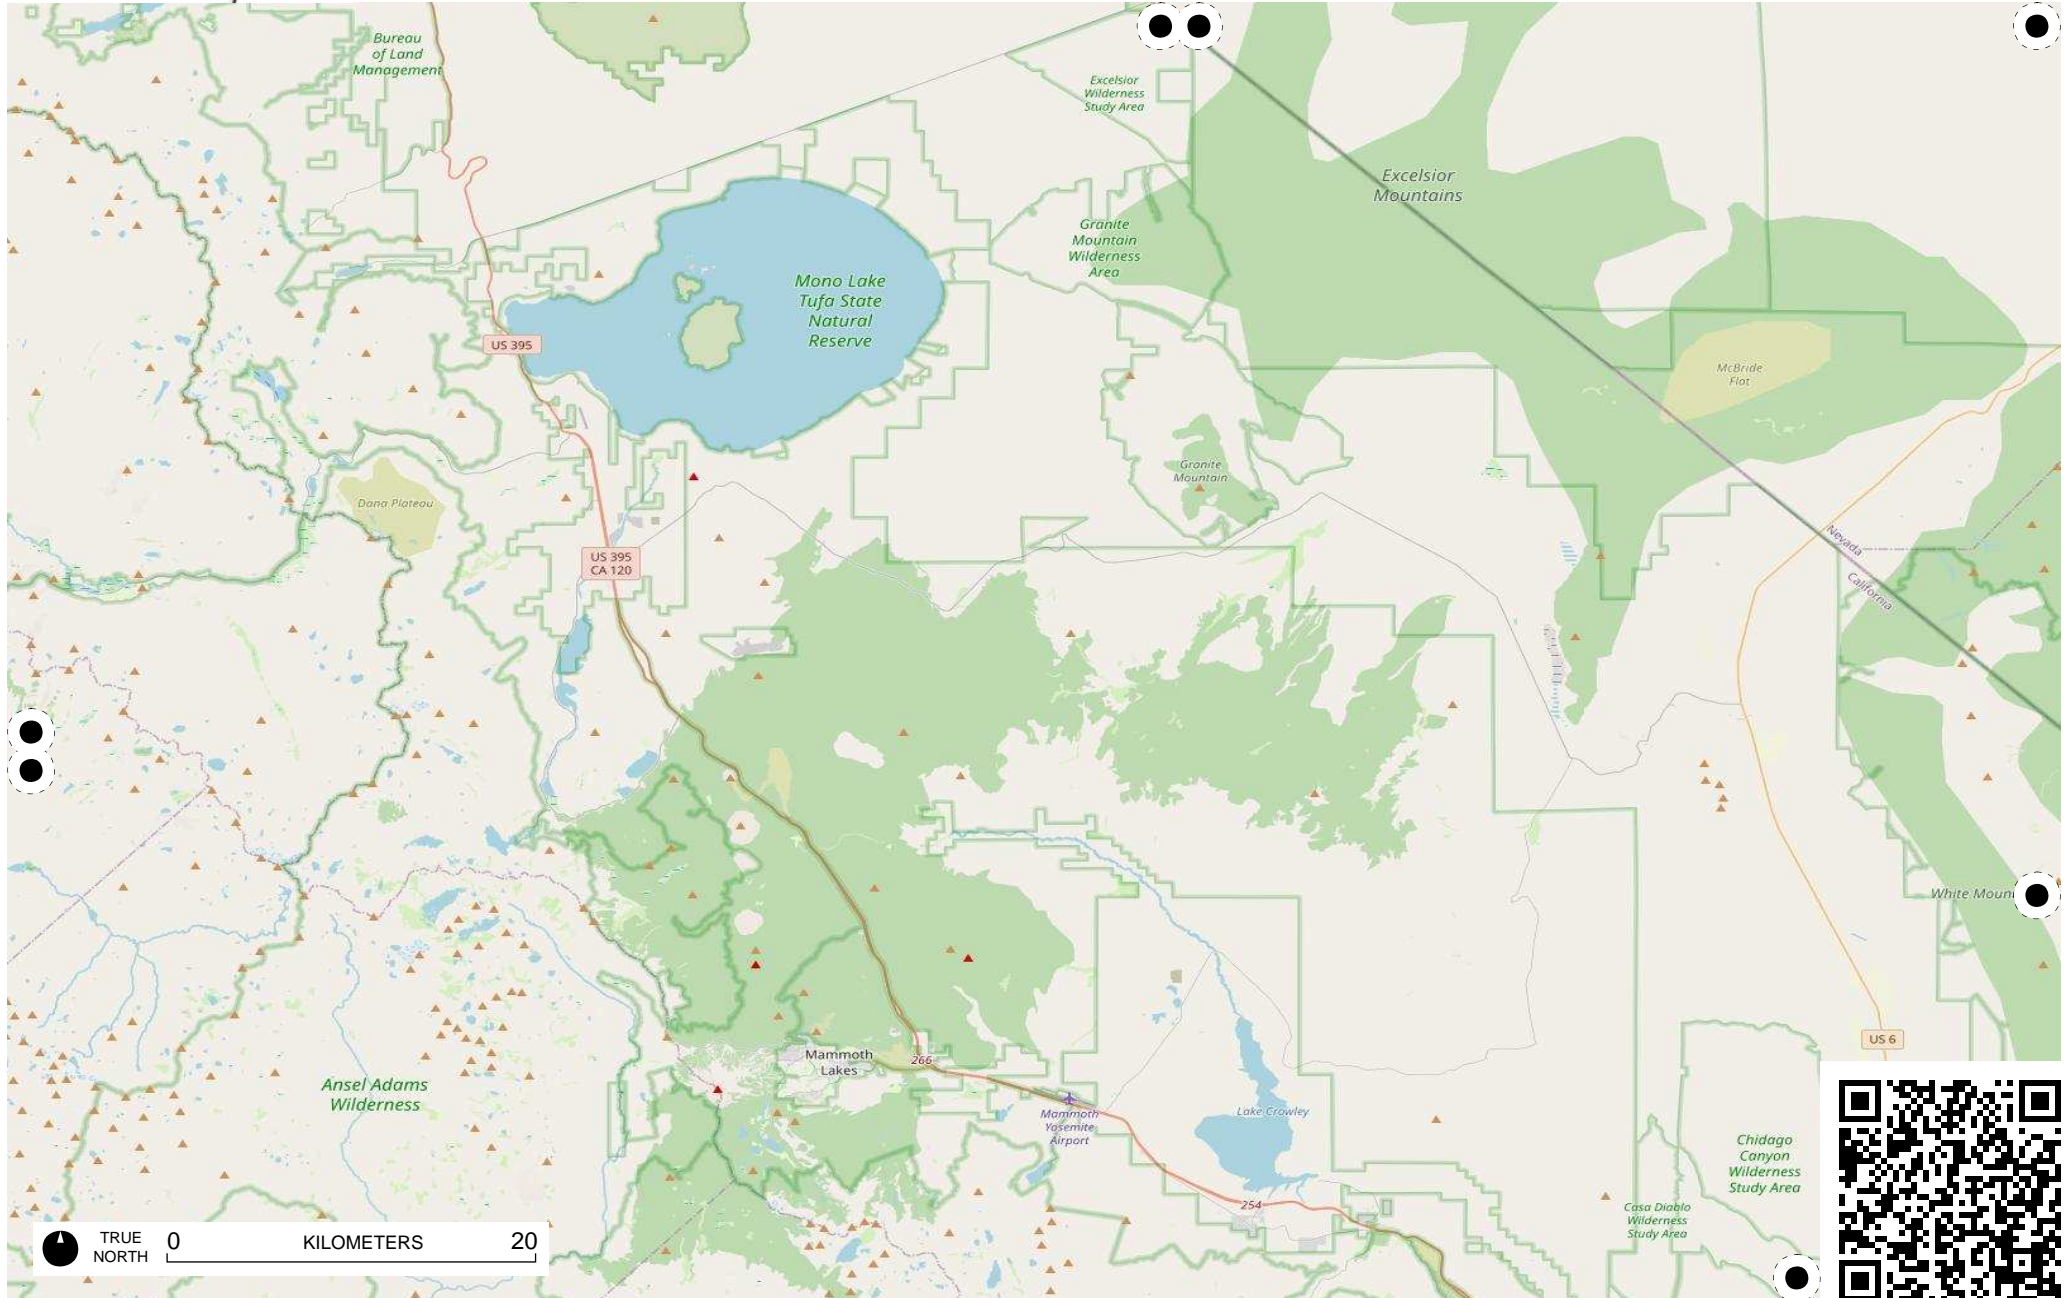 Bureau
of Land
Management
Excelsior
Wilderness
Study Area
Excelsior
Mountains
Granite
Mountain
Wilderness
Area
Mono Lake
Tufa State
Natural
Reserve
US 395
McBride
Flat
Granite
Mountain
Dana Plateau
US 395
CA 120
Nevada
California
White Moun
US 6
Mammoth
Lakes
266
Ansel Adams
Wilderness
Mammoth
Yosemite
Airport
Lake Crowley
Chidago
Canyon
Wilderness
Study Area
254
Casa Diablo
Wilderness
Study Area
TRUE
NORTH
0 KILOMETERS 20